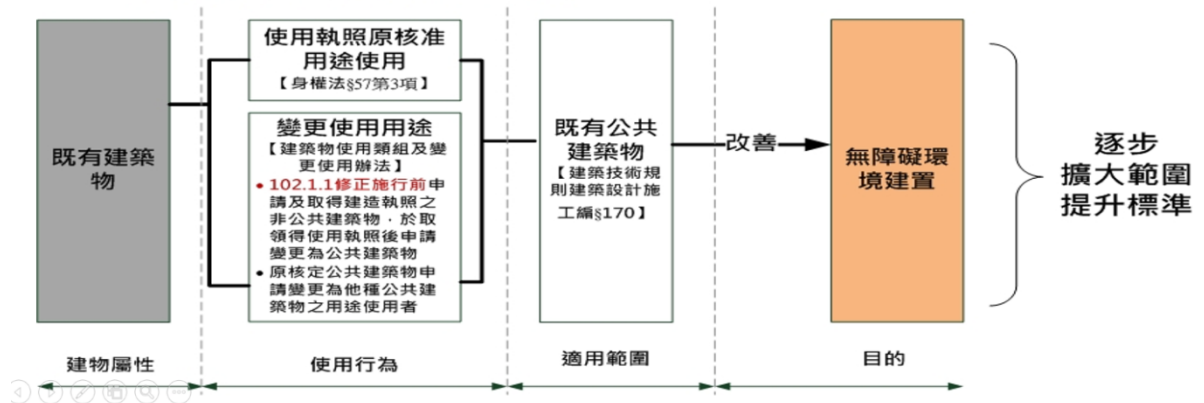 既有建築
物
使用執照原核准
用途使用
【身權法§57第3項】
變更使用用途
【建築物使用類組及變
更使用辦法】
• 102.1.1修正施行前申
請及取得建造執照之
非公共建築物，於取
領得使用執照後申請
變更為公共建築物
• 原核定公共建築物申
請變更為他種公共建
築物之用途使用者
既有公共
建築物
【建築技術規
則建築設計施
工編§170】
改善
無障礙環
境建置
逐步
擴大範圍
提升標準
建物屬性
使用行為
適用範圍
目的